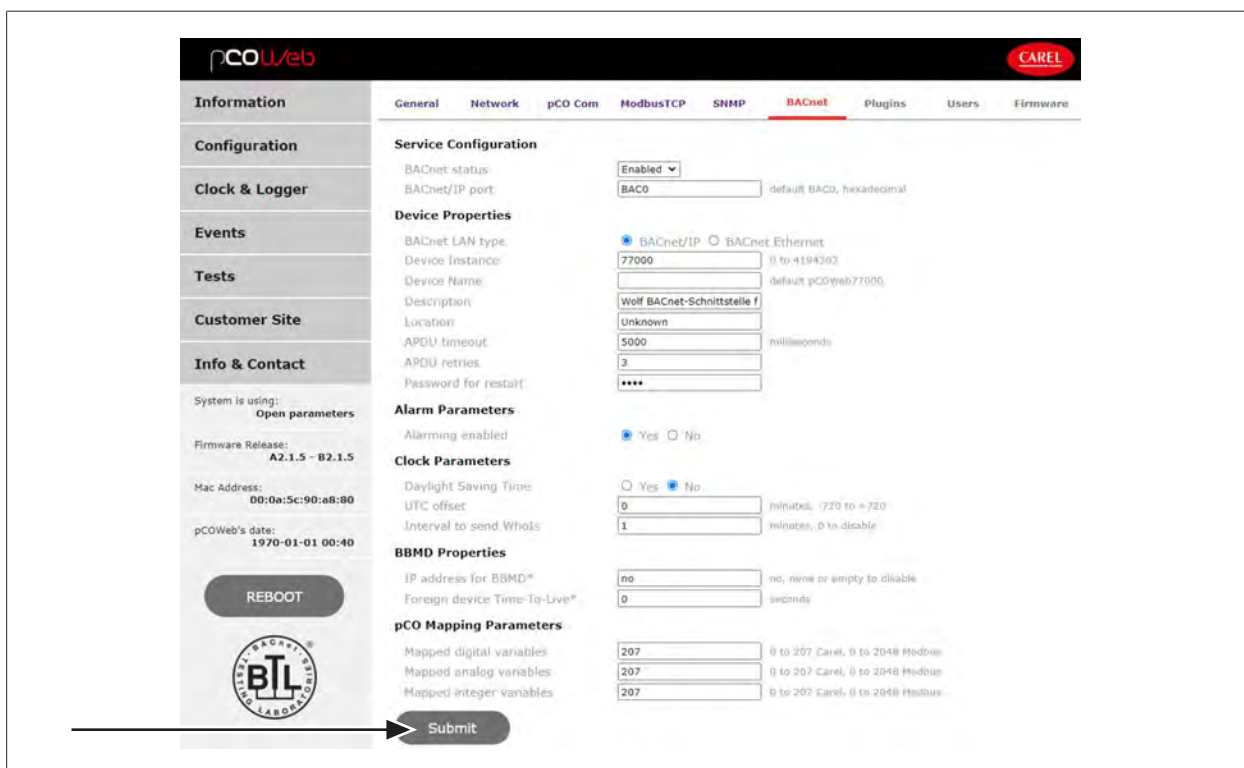 pCOWeb
CAREL
Information
Configuration
Clock & Logger
Events
Tests
Customer Site
Info & Contact
System is using:
Open parameters
Firmware Release:
A2.1.5 - B2.1.5
Mac Address:
00:0a:5c:90:a8:80
pCOWeb's date:
1970-01-01 00:40
REBOOT
BACnet
TESTING LABORATORIES
BTL
General Network pCO Com ModbusTCP SNMP BACnet Plugins Users Firmware
Service Configuration
BACnet status Enabled
BACnet/IP port BAC0 default BAC0, hexadecimal
Device Properties
BACnet LAN type BACnet/IP BACnet Ethernet
Device Instance 77000 0 to 4194302
Device Name default pCOWeb77000
Description Wolf BACnet-Schnittstelle f
Location Unknown
APDU timeout 5000 milliseconds
APDU retries 3
Password for restart ••••
Alarm Parameters
Alarming enabled Yes No
Clock Parameters
Daylight Saving Time Yes No
UTC offset 0 minutes, -720 to +720
Interval to send WhoIs 1 minutes, 0 to disable
BBMD Properties
IP address for BBMD* no no, none or empty to disable
Foreign device Time-To-Live* 0 seconds
pCO Mapping Parameters
Mapped digital variables 207 0 to 207 Carel, 0 to 2048 Modbus
Mapped analog variables 207 0 to 207 Carel, 0 to 2048 Modbus
Mapped integer variables 207 0 to 207 Carel, 0 to 2048 Modbus
Submit